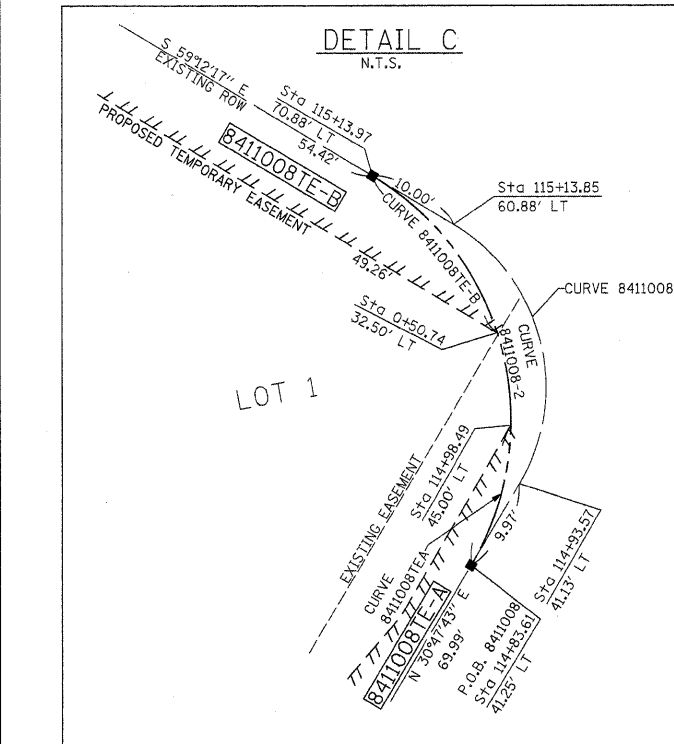 DETAIL C
N.T.S.
S 59°12'17" E
EXISTING ROW
Sta 115+13.97
70.88' LT
54.42'
PROPOSED TEMPORARY EASEMENT
8411008TE-B
10.00'
Sta 115+13.85
60.88' LT
CURVE 8411008TE-B
CURVE 8411008
49.26'
Sta 0+50.74
32.50' LT
CURVE
8411008-2
LOT 1
Sta 114+98.49
45.00' LT
EXISTING EASEMENT
CURVE
8411008TEA
9.97'
Sta 114+93.57
41.13' LT
8411008TE-A
N 30°47'43" E
69.99'
P.O.B. 8411008
Sta 114+83.61
41.25' LT